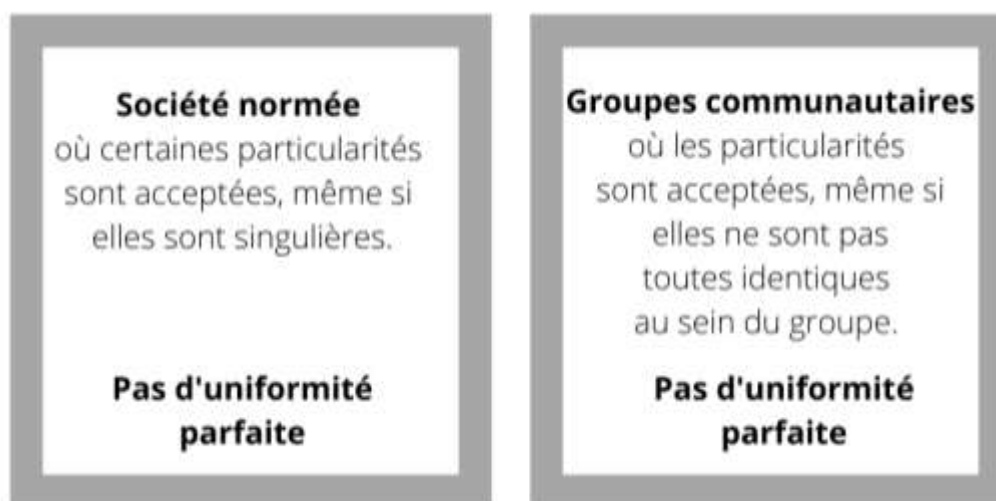 Société normée
où certaines particularités
sont acceptées, même si
elles sont singulières.
Pas d'uniformité
parfaite
Groupes communautaires
où les particularités
sont acceptées, même si
elles ne sont pas
toutes identiques
au sein du groupe.
Pas d'uniformité
parfaite